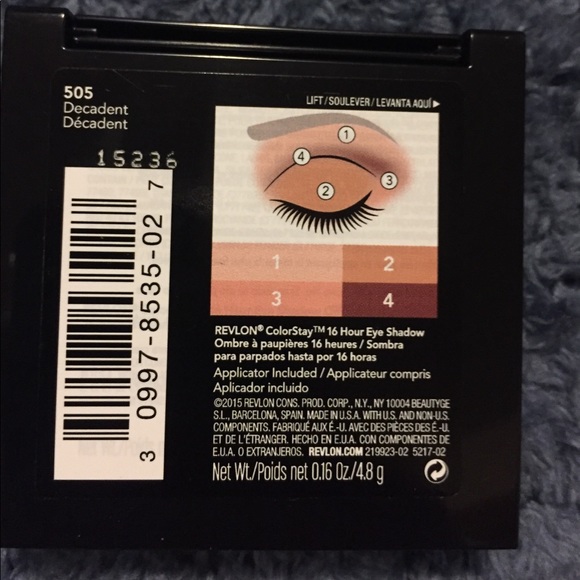 505
Decadent
Décadent
LIFT/SOULEVER/LEVANTA AQUÍ▶
15236
3 0997-8535-02 7
1
4
3
2
1 2
3 4
REVLON® ColorStay™ 16 Hour Eye Shadow
Ombre à paupières 16 heures / Sombra
para parpados hasta por 16 horas
Applicator Included / Applicateur compris
Aplicador incluido
©2015 REVLON CONS. PROD. CORP., N.Y., NY 10004 BEAUTYGE
S.L., BARCELONA, SPAIN. MADE IN U.S.A. WITH U.S. AND NON-U.S.
COMPONENTS. FABRIQUÉ AUX É.-U. AVEC DES PIÈCES DES É.-U.
ET DE L'ÉTRANGER. HECHO EN E.U.A. CON COMPONENTES DE
E.U.A. O EXTRANJEROS. REVLON.COM 219923-02 5217-02
Net Wt./Poids net 0.16 Oz/4.8 g